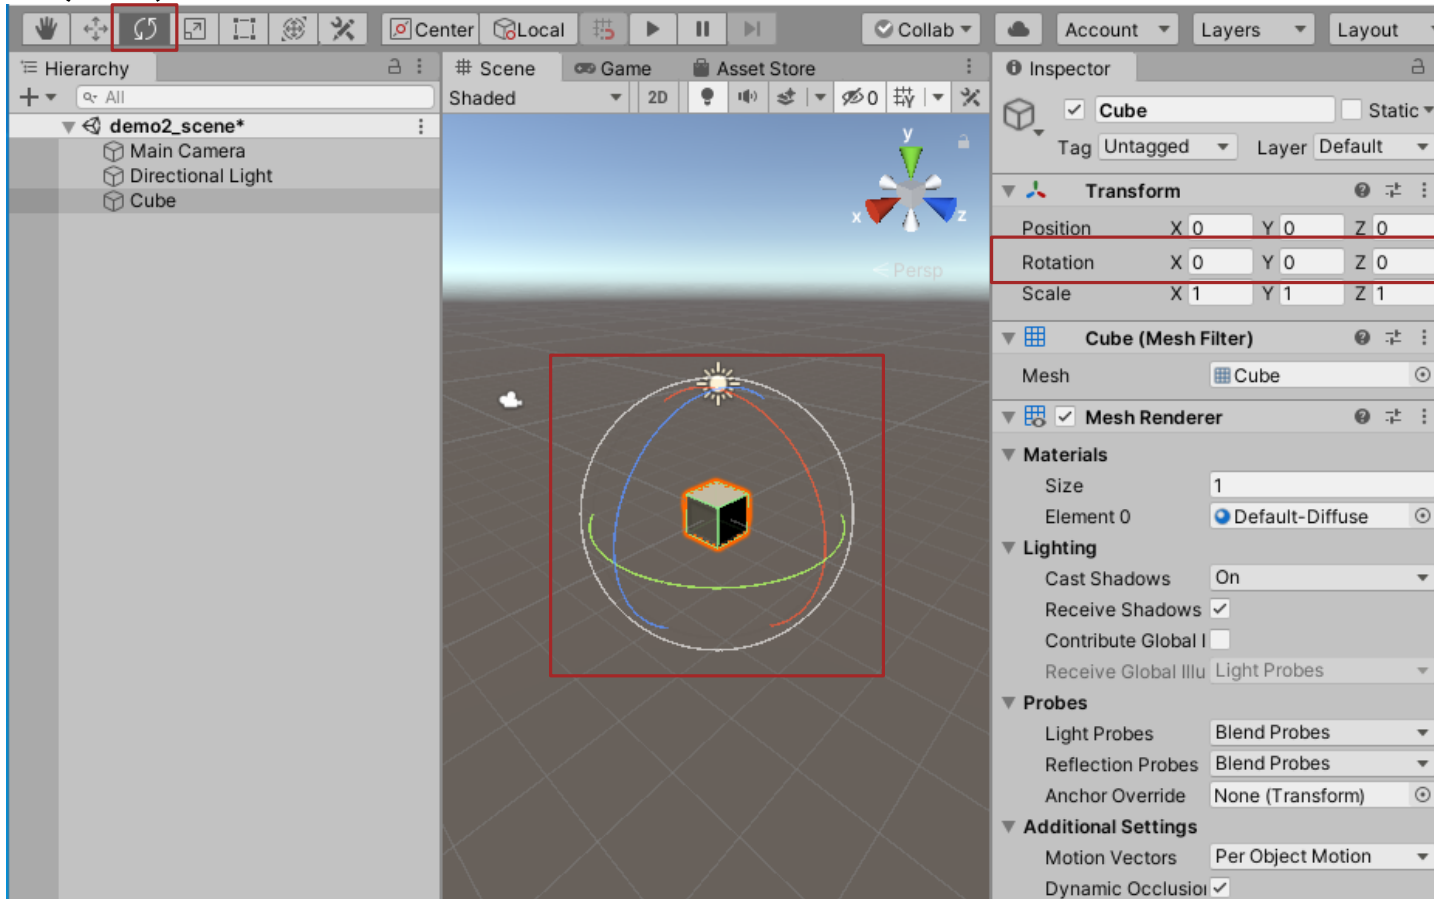 Center Local Collab Account Layers Layout
Hierarchy
All
demo2_scene*
Main Camera
Directional Light
Cube
Scene Game Asset Store
Shaded 2D 0
y
x z
Persp
Inspector
Cube Static
Tag Untagged Layer Default
Transform
Position X 0 Y 0 Z 0
Rotation X 0 Y 0 Z 0
Scale X 1 Y 1 Z 1
Cube (Mesh Filter)
Mesh Cube
Mesh Renderer
Materials
Size 1
Element 0 Default-Diffuse
Lighting
Cast Shadows On
Receive Shadows
Contribute Global I
Receive Global Illu Light Probes
Probes
Light Probes Blend Probes
Reflection Probes Blend Probes
Anchor Override None (Transform)
Additional Settings
Motion Vectors Per Object Motion
Dynamic Occlusion